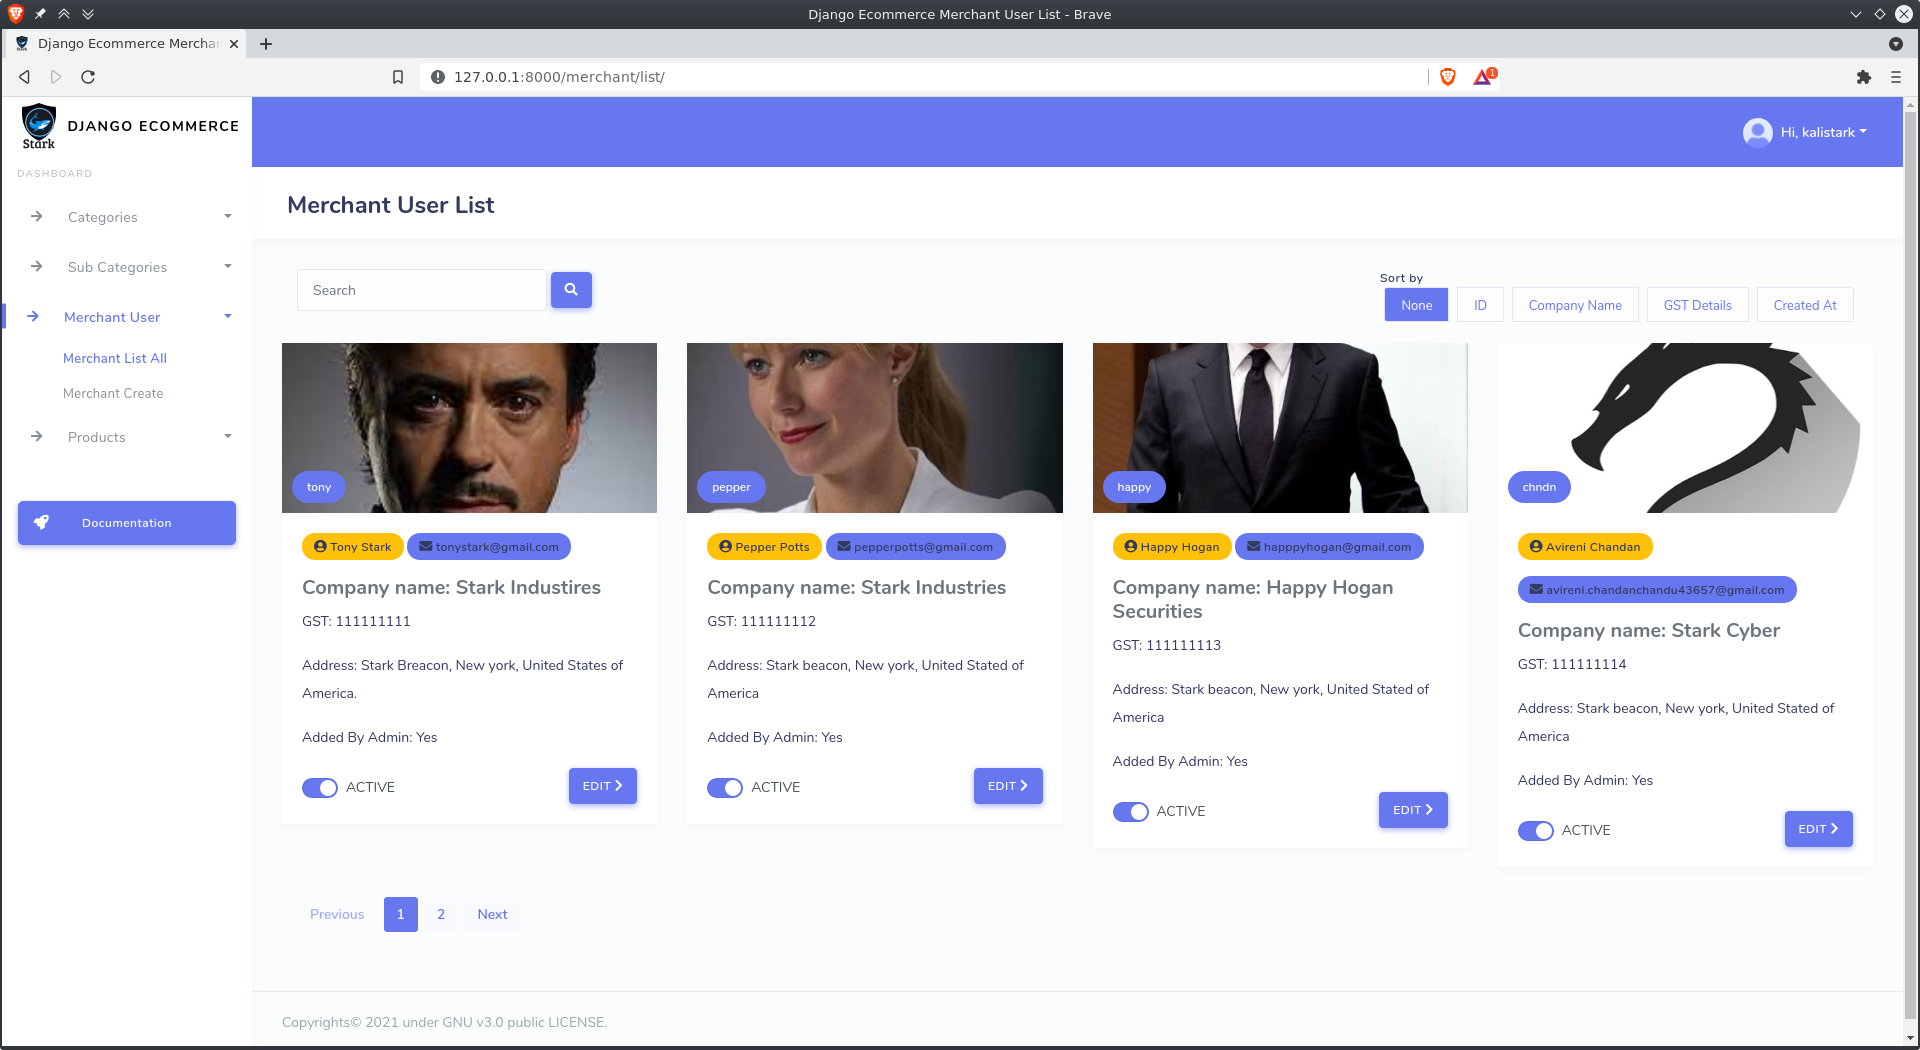 Django Ecommerce Merchant User List - Brave
Django Ecommerce Mercha
127.0.0.1:8000/merchant/list/
1
Stark
DJANGO ECOMMERCE
Hi, kalistark
DASHBOARD
Categories
Sub Categories
Merchant User
Merchant List All
Merchant Create
Products
Documentation
Merchant User List
Search
Sort by
None ID Company Name GST Details Created At
tony
Tony Stark tonystark@gmail.com
Company name: Stark Industires
GST: 111111111
Address: Stark Breacon, New york, United States of
America.
Added By Admin: Yes
ACTIVE EDIT
pepper
Pepper Potts pepperpotts@gmail.com
Company name: Stark Industries
GST: 111111112
Address: Stark beacon, New york, United Stated of
America
Added By Admin: Yes
ACTIVE EDIT
happy
Happy Hogan happpyhogan@gmail.com
Company name: Happy Hogan
Securities
GST: 111111113
Address: Stark beacon, New york, United Stated of
America
Added By Admin: Yes
ACTIVE EDIT
chndn
Avireni Chandan
avireni.chandanchandu43657@gmail.com
Company name: Stark Cyber
GST: 111111114
Address: Stark beacon, New york, United Stated of
America
Added By Admin: Yes
ACTIVE EDIT
Previous 1 2 Next
Copyrights© 2021 under GNU v3.0 public LICENSE.